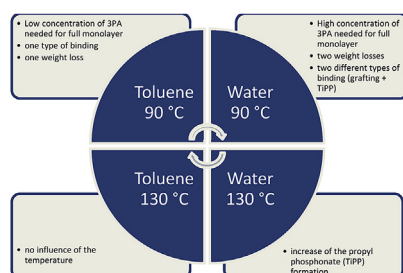 • Low concentration of 3PA
needed for full monolayer
• one type of binding
• one weight loss
• High concentration of
3PA needed for full
monolayer
• two weight losses
• two different types of
binding (grafting +
TiPP)
Toluene
90 °C
Water
90 °C
Toluene
130 °C
Water
130 °C
• no influence of the
temperature
• increase of the propyl
phosphonate (TiPP)
formation